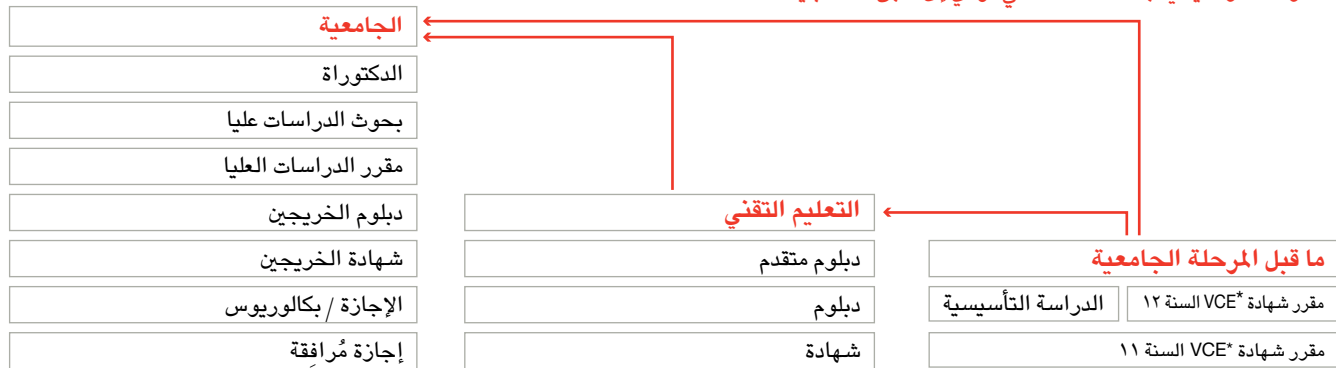 الجامعية
الدكتوراة
بحوث الدراسات عليا
مقرر الدراسات العليا
دبلوم الخريجين
شهادة الخريجين
الإجازة / بكالوريوس
إجازة مُرافِقة
التعليم التقني
دبلوم متقدم
دبلوم
شهادة
ما قبل المرحلة الجامعية
مقرر شهادة *VCE السنة ١٢
الدراسة التأسيسية
مقرر شهادة *VCE السنة ١١